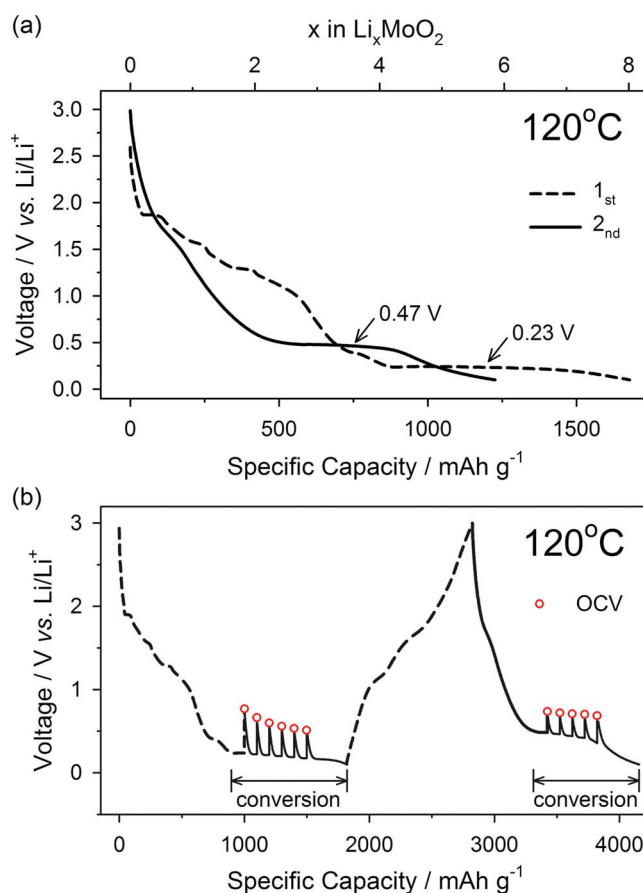 (a)
x in LiₓMoO₂
0 2 4 6 8
120°C
1st
2nd
0.47 V
0.23 V
3.0
2.5
2.0
1.5
1.0
0.5
0.0
Voltage / V vs. Li/Li⁺
0 500 1000 1500
Specific Capacity / mAh g⁻¹
(b)
120°C
OCV
3
2
1
0
Voltage / V vs. Li/Li⁺
conversion conversion
0 1000 2000 3000 4000
Specific Capacity / mAh g⁻¹